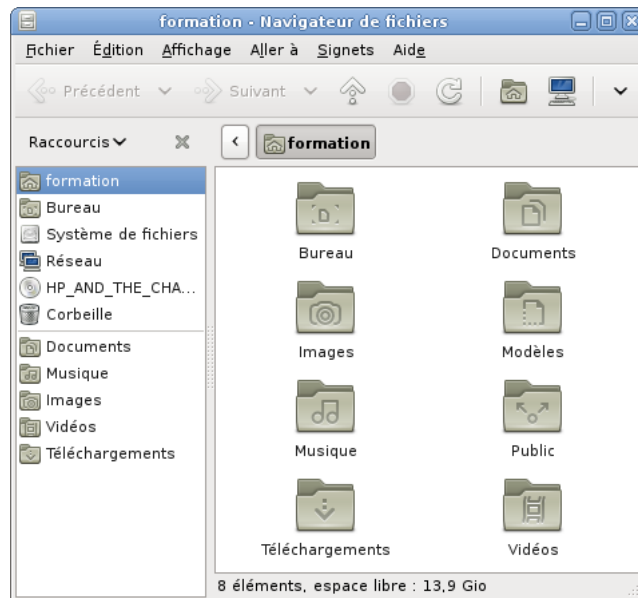 formation - Navigateur de fichiers
Fichier Édition Affichage Aller à Signets Aide
Précédent Suivant
Raccourcis
formation
formation
Bureau
Système de fichiers
Réseau
HP_AND_THE_CHA...
Corbeille
Documents
Musique
Images
Vidéos
Téléchargements
Bureau Documents
Images Modèles
Musique Public
Téléchargements Vidéos
8 éléments, espace libre : 13,9 Gio